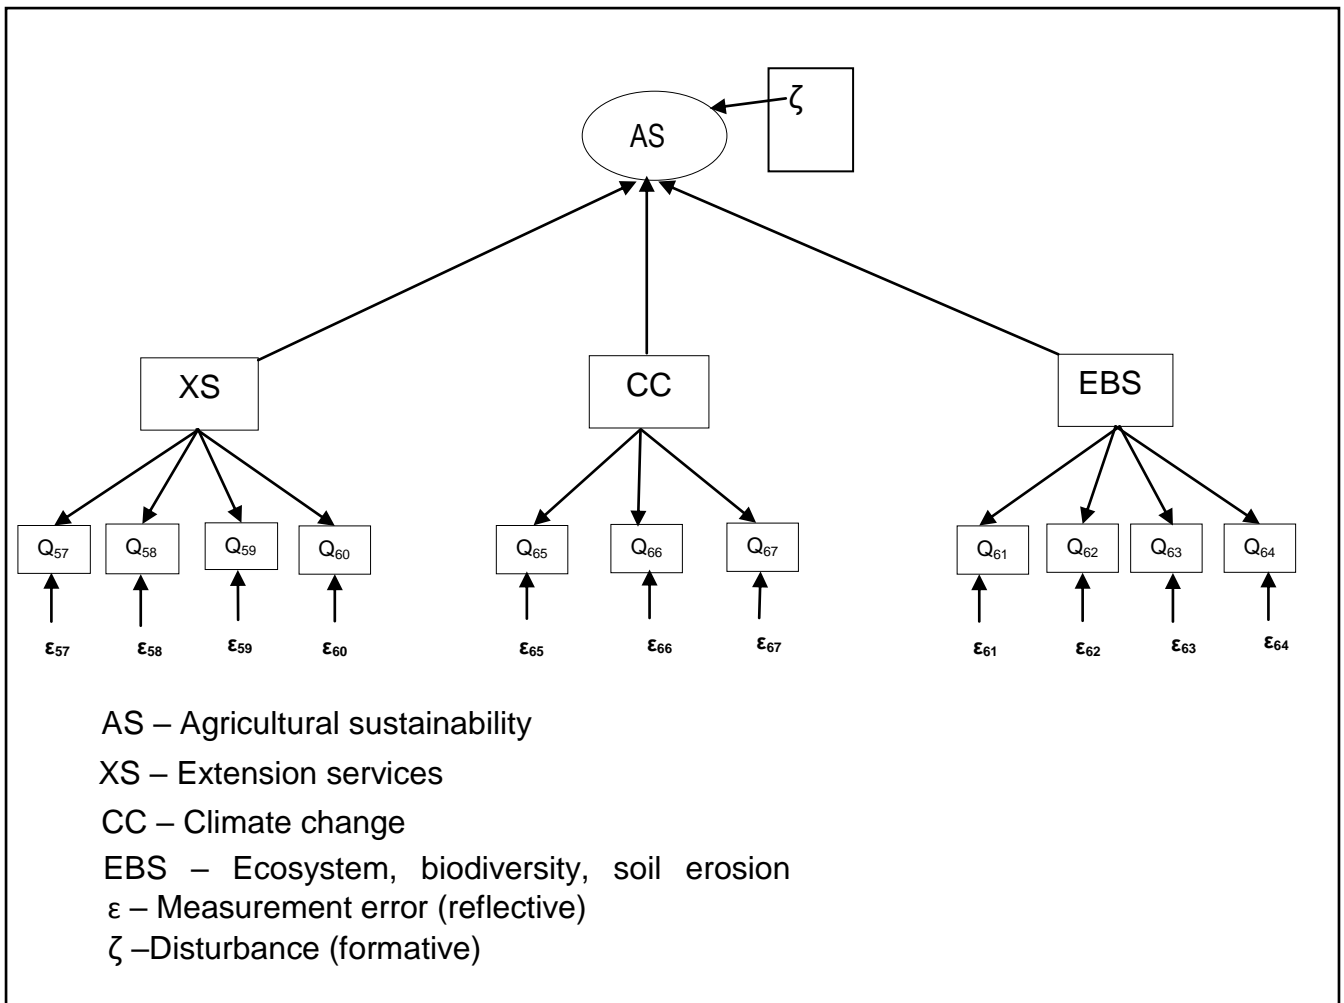 ζ
AS
XS
CC
EBS
Q57 Q58 Q59 Q60 Q65 Q66 Q67 Q61 Q62 Q63 Q64
ε57 ε58 ε59 ε60 ε65 ε66 ε67 ε61 ε62 ε63 ε64
AS – Agricultural sustainability
XS – Extension services
CC – Climate change
EBS – Ecosystem, biodiversity, soil erosion
ε – Measurement error (reflective)
ζ –Disturbance (formative)